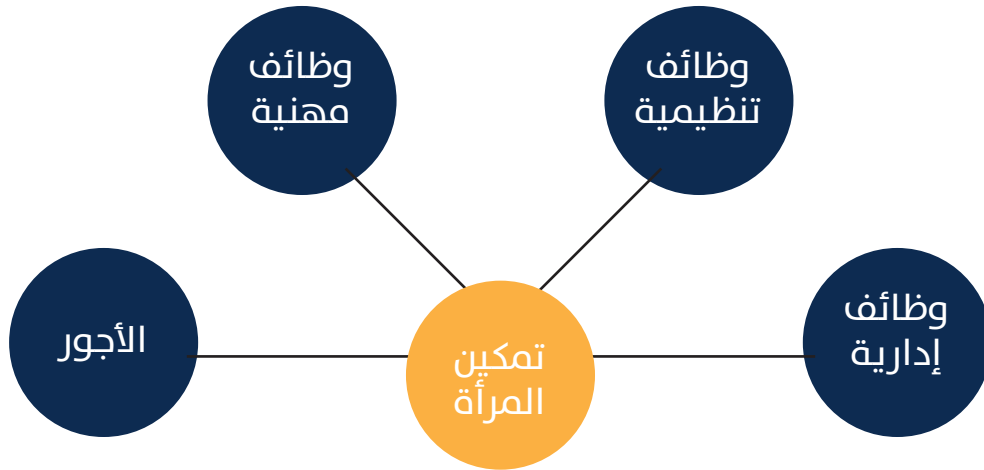 وظائف
تنظيمية
وظائف
مهنية
وظائف
إدارية
تمكين
المرأة
الأجور